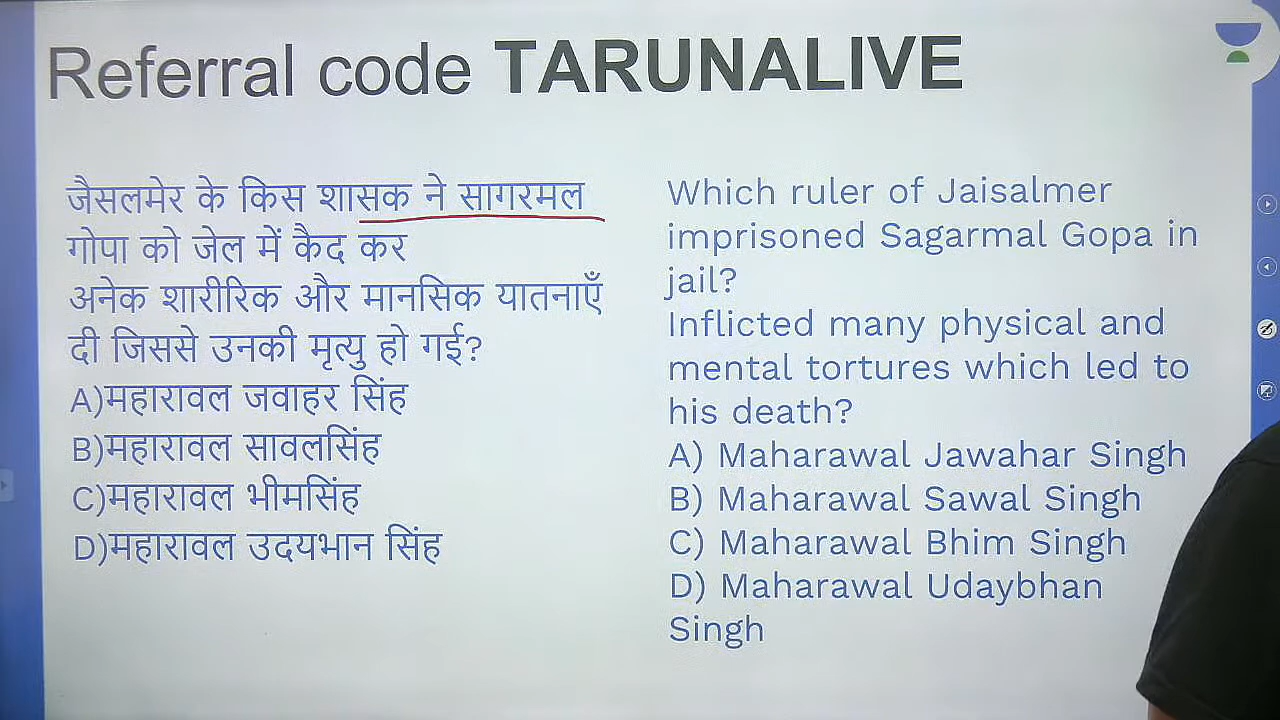 Referral code TARUNALIVE
जैसलमेर के किस शासक ने सागरमल
गोपा को जेल में कैद कर
अनेक शारीरिक और मानसिक यातनाएँ
दी जिससे उनकी मृत्यु हो गई?
A)महारावल जवाहर सिंह
B)महारावल सावलसिंह
C)महारावल भीमसिंह
D)महारावल उदयभान सिंह
Which ruler of Jaisalmer
imprisoned Sagarmal Gopa in
jail?
Inflicted many physical and
mental tortures which led to
his death?
A) Maharawal Jawahar Singh
B) Maharawal Sawal Singh
C) Maharawal Bhim Singh
D) Maharawal Udaybhan
Singh